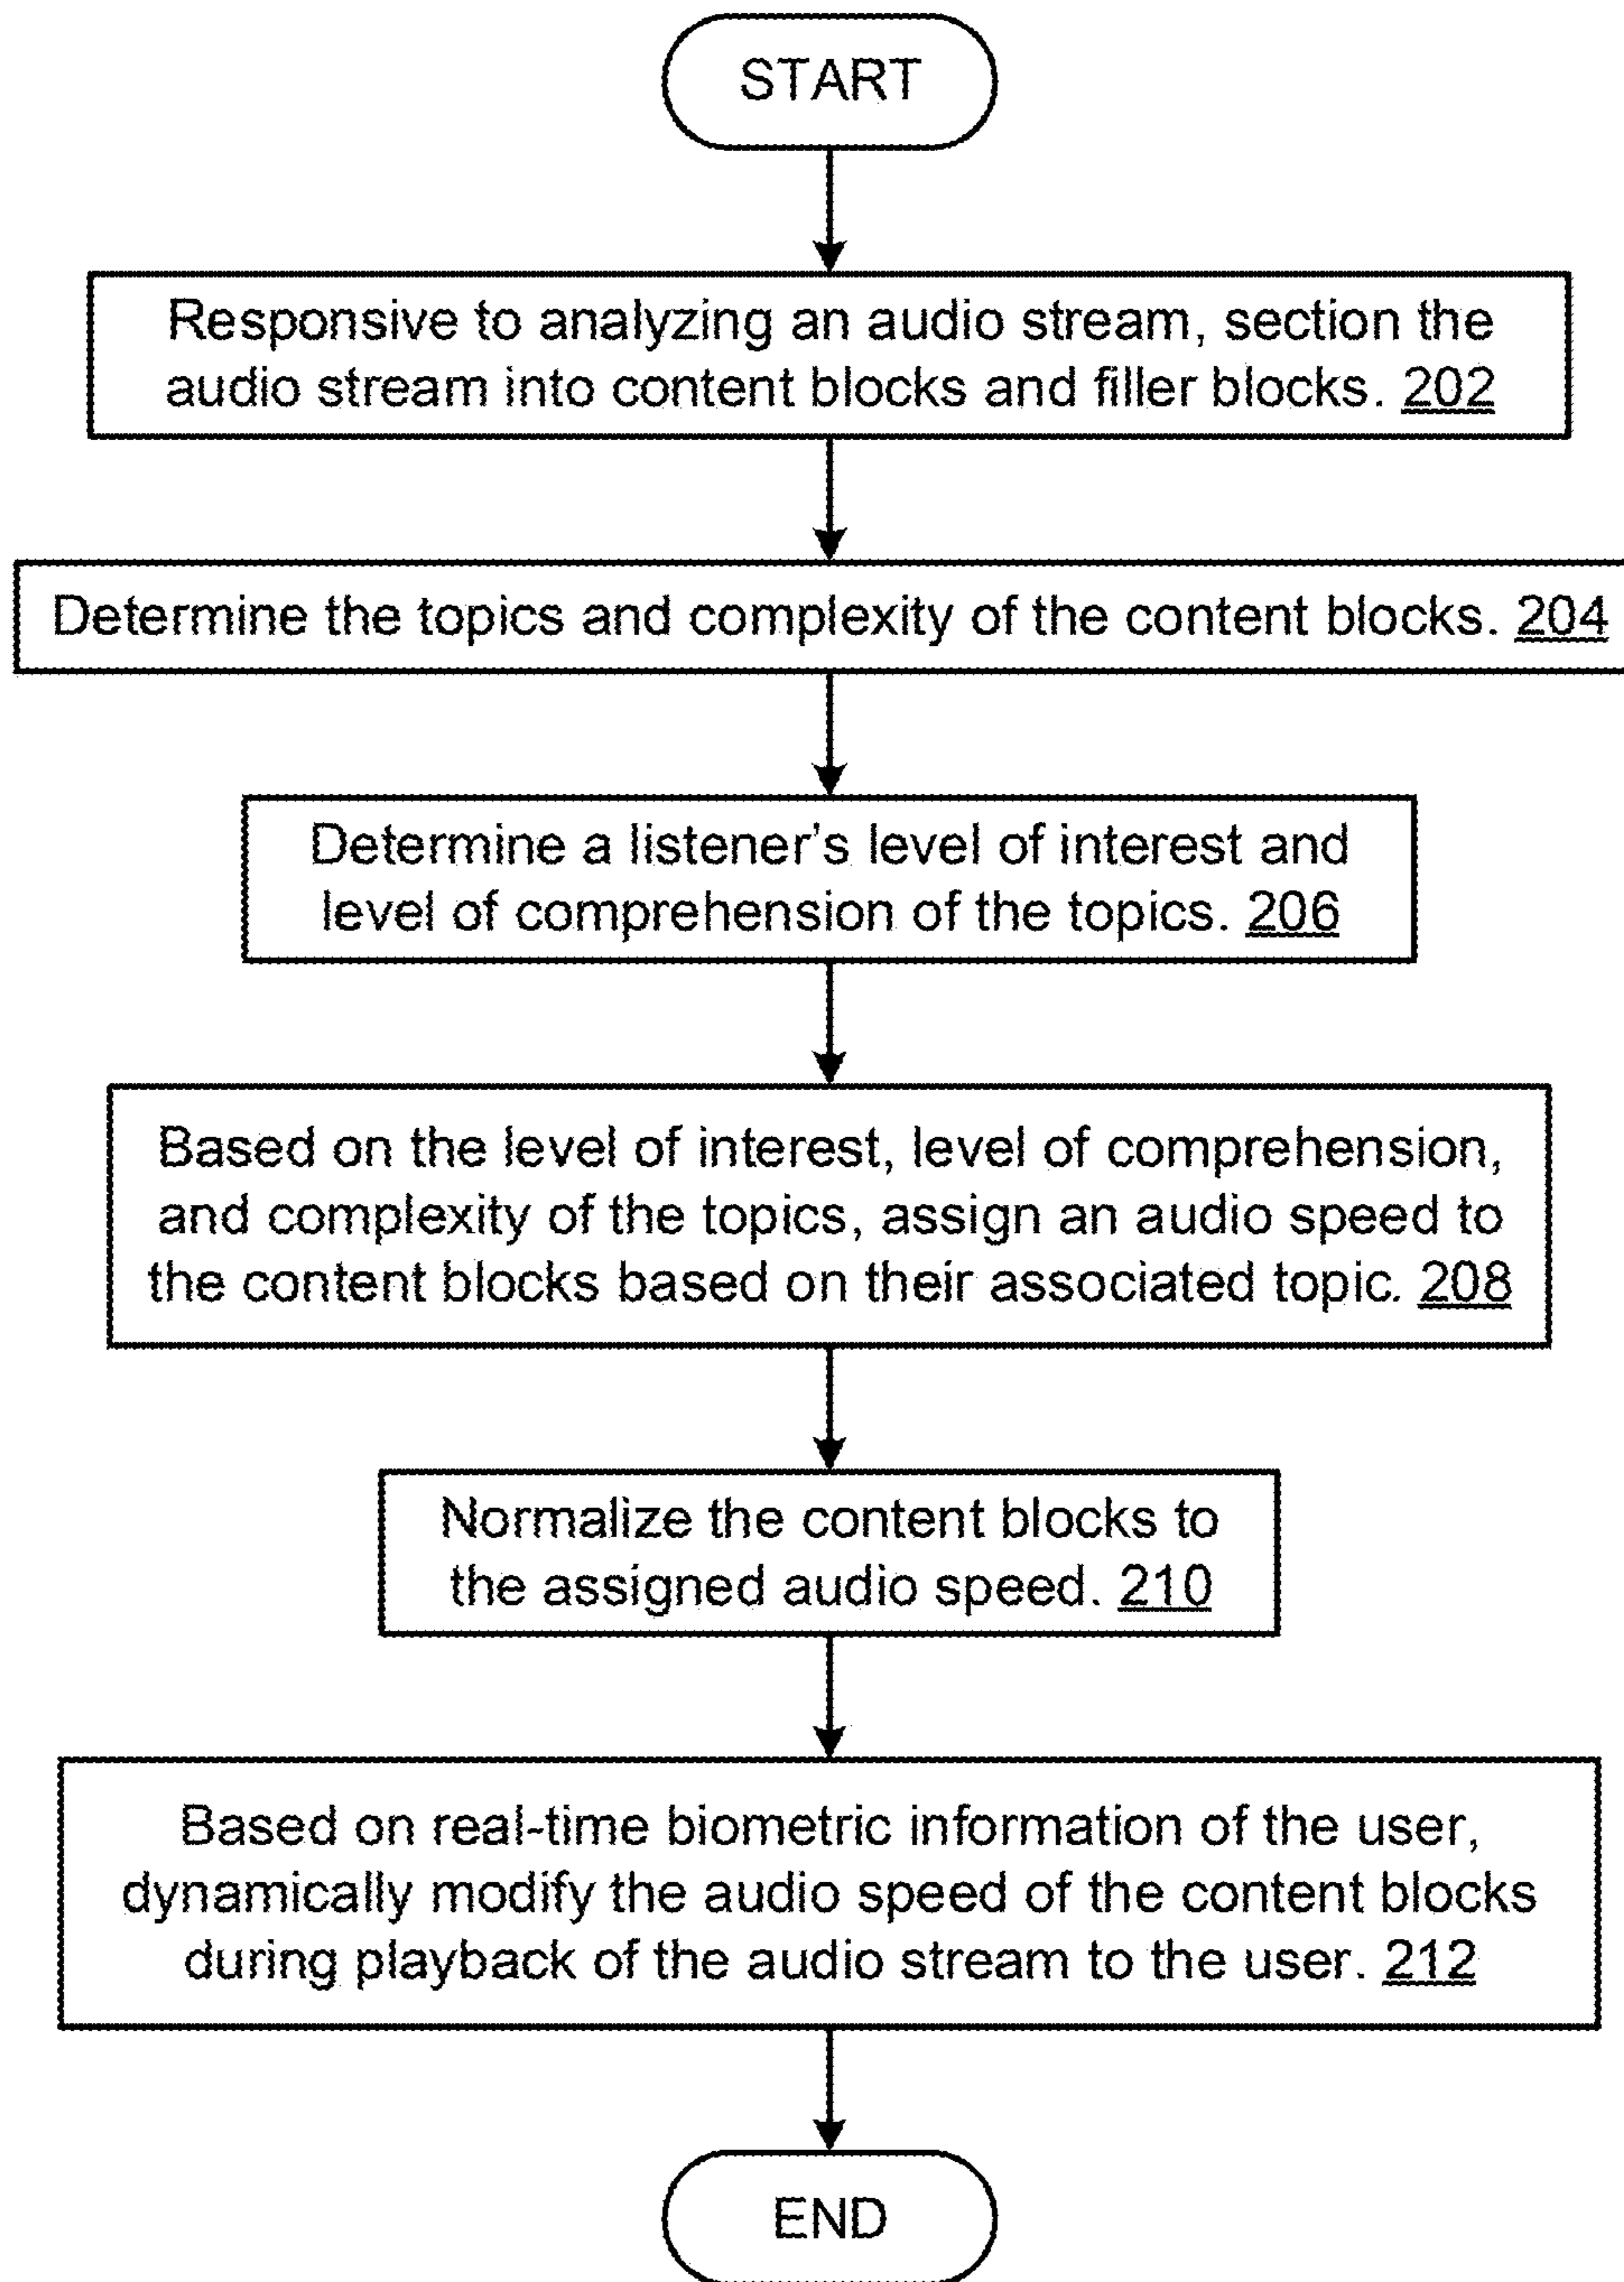 START
Responsive to analyzing an audio stream, section the
audio stream into content blocks and filler blocks. 202
Determine the topics and complexity of the content blocks. 204
Determine a listener's level of interest and
level of comprehension of the topics. 206
Based on the level of interest, level of comprehension,
and complexity of the topics, assign an audio speed to
the content blocks based on their associated topic. 208
Normalize the content blocks to
the assigned audio speed. 210
Based on real-time biometric information of the user,
dynamically modify the audio speed of the content blocks
during playback of the audio stream to the user. 212
END